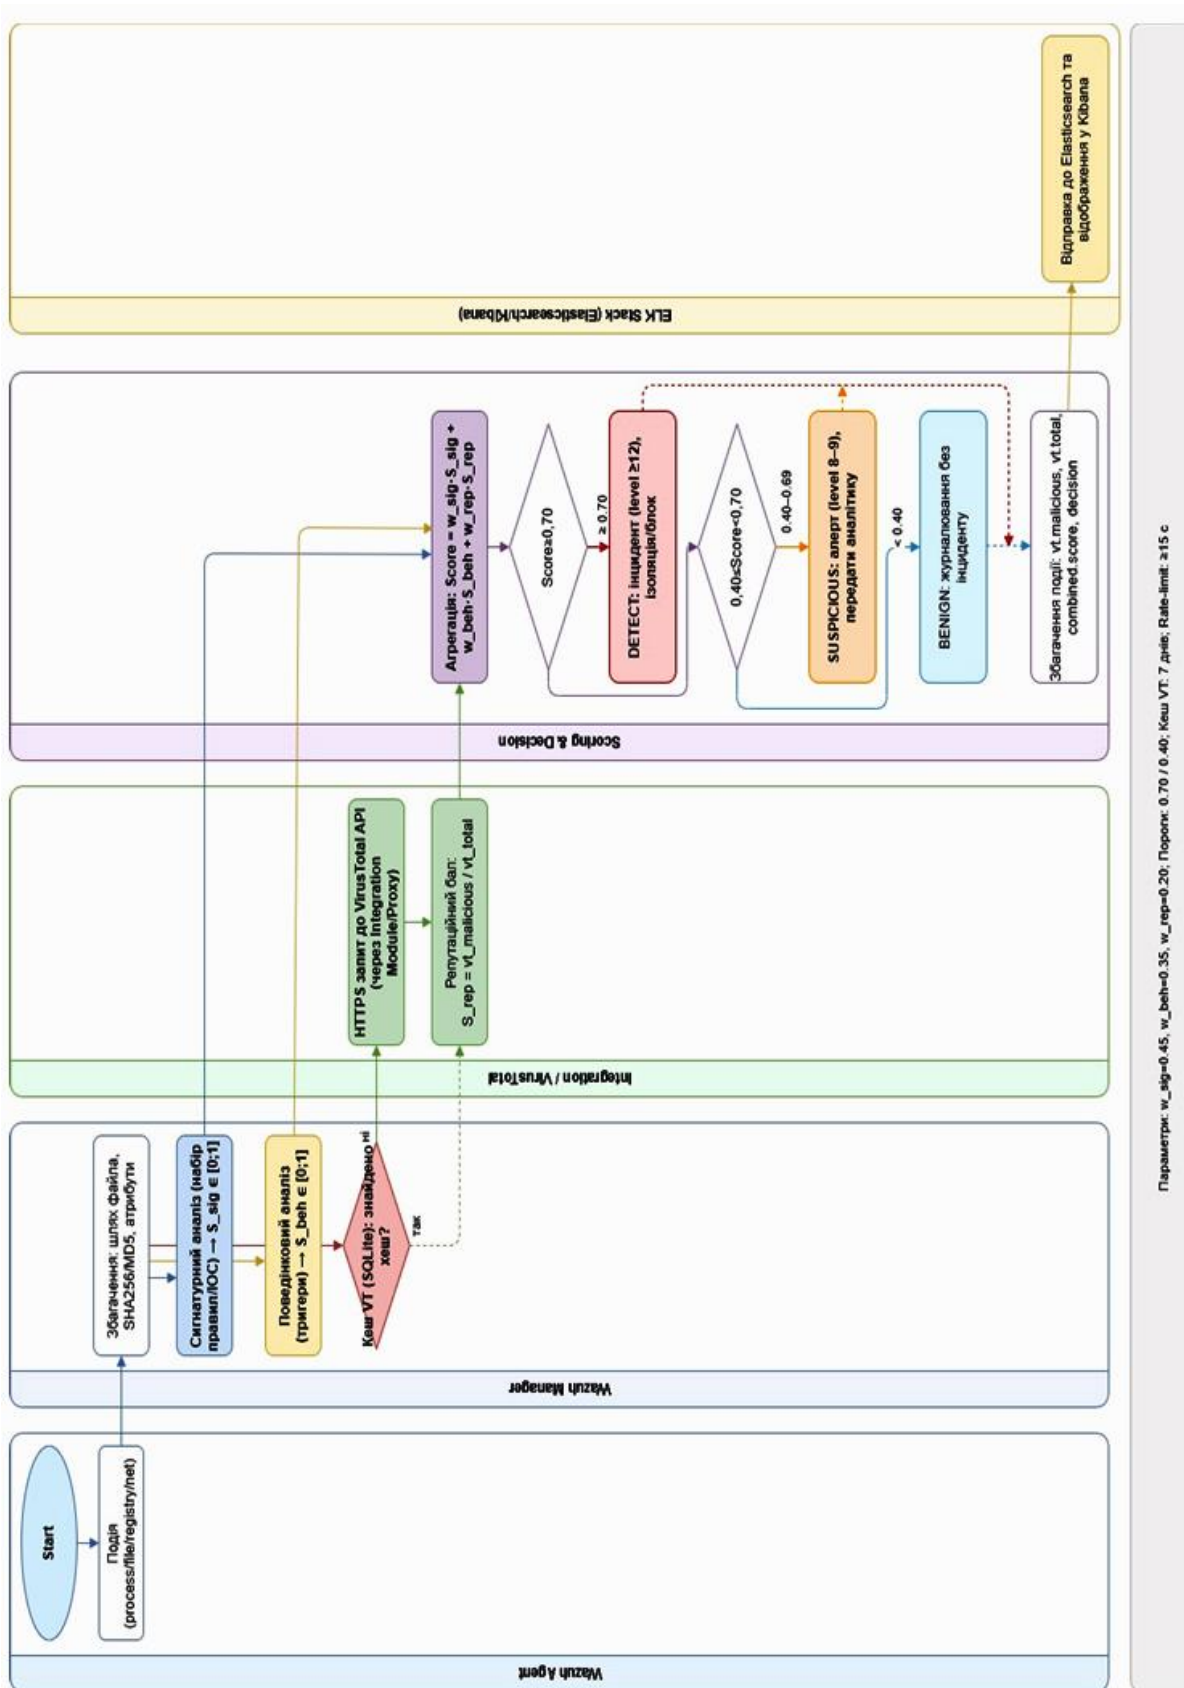 Wazuh Agent
Start
Подія
(process/file/registry/net)
Wazuh Manager
Збагачення: шлях файла,
SHA256/MD5, атрибути
Сигнатурний аналіз (набір
правил/IOC) → S_sig ∈ [0;1]
Поведінковий аналіз
(тригери) → S_beh ∈ [0;1]
Кеш VT (SQLite): знайдено
хеш?
ні
так
Integration / VirusTotal
HTTPS запит до VirusTotal API
(через Integration
Module/Proxy)
Репутаційний бал:
S_rep = vt_malicious / vt_total
Scoring & Decision
Агрегація: Score = w_sig·S_sig +
w_beh·S_beh + w_rep·S_rep
Score≥0,70
≥ 0.70
DETECT: інцидент (level ≥12),
ізоляція/блок
0,40≤Score<0,70
0.40–0.69
SUSPICIOUS: алерт (level 8–9),
передати аналітику
< 0.40
BENIGN: журналювання без
інциденту
Збагачення події: vt.malicious, vt.total,
combined.score, decision
ELK Stack (Elasticsearch/Kibana)
Відправка до Elasticsearch та
відображення у Kibana
Параметри: w_sig=0.45, w_beh=0.35, w_rep=0.20; Пороги: 0.70 / 0.40; Кеш VT: 7 днів; Rate-limit: ≥15 с